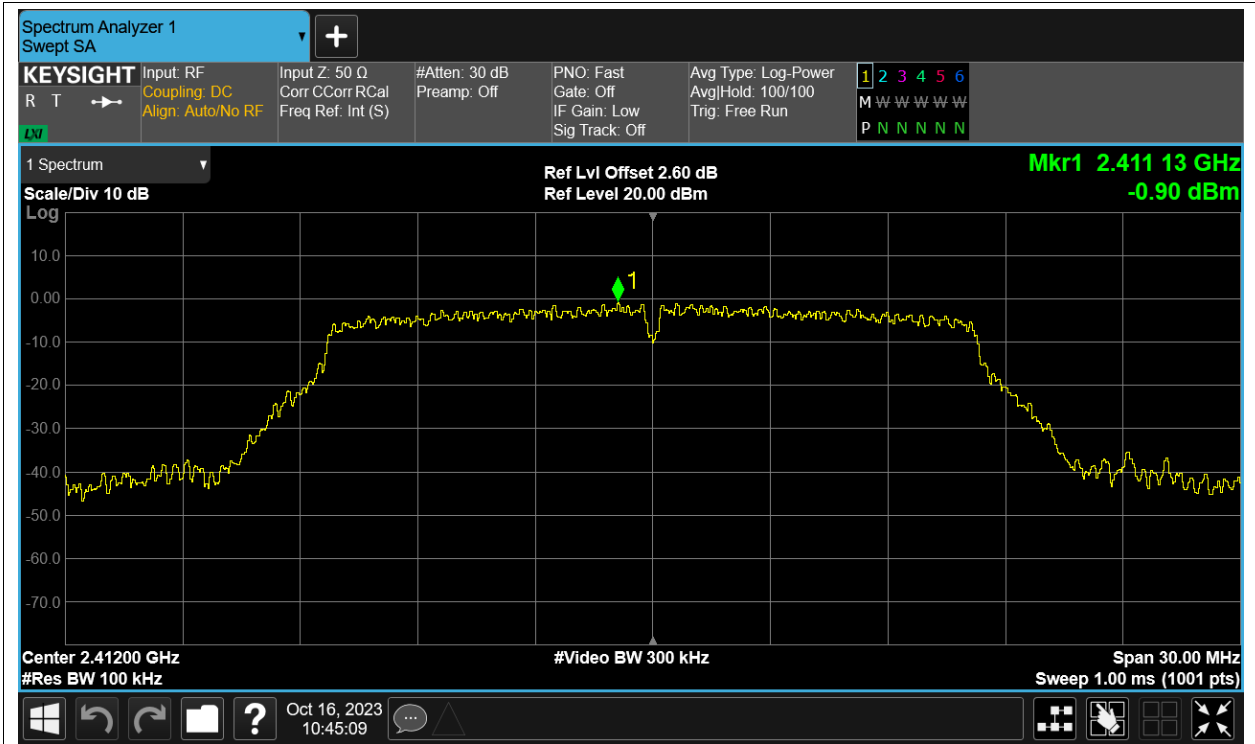 Spectrum Analyzer 1
Swept SA
KEYSIGHT
R T
LXI
Input: RF
Coupling: DC
Align: Auto/No RF
Input Z: 50 Ω
Corr CCorr RCal
Freq Ref: Int (S)
#Atten: 30 dB
Preamp: Off
PNO: Fast
Gate: Off
IF Gain: Low
Sig Track: Off
Avg Type: Log-Power
Avg|Hold: 100/100
Trig: Free Run
1 2 3 4 5 6
M W W W W W
P N N N N N
1 Spectrum
Scale/Div 10 dB
Log
Ref Lvl Offset 2.60 dB
Ref Level 20.00 dBm
Mkr1 2.411 13 GHz
-0.90 dBm
10.0
0.00
-10.0
-20.0
-30.0
-40.0
-50.0
-60.0
-70.0
1
Center 2.41200 GHz
#Res BW 100 kHz
#Video BW 300 kHz
Span 30.00 MHz
Sweep 1.00 ms (1001 pts)
?
Oct 16, 2023
10:45:09